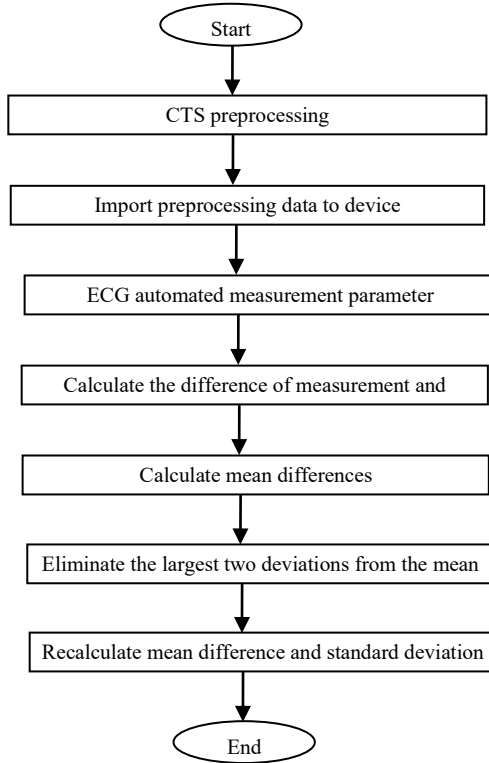 Start
CTS preprocessing
Import preprocessing data to device
ECG automated measurement parameter
Calculate the difference of measurement and
Calculate mean differences
Eliminate the largest two deviations from the mean
Recalculate mean difference and standard deviation
End